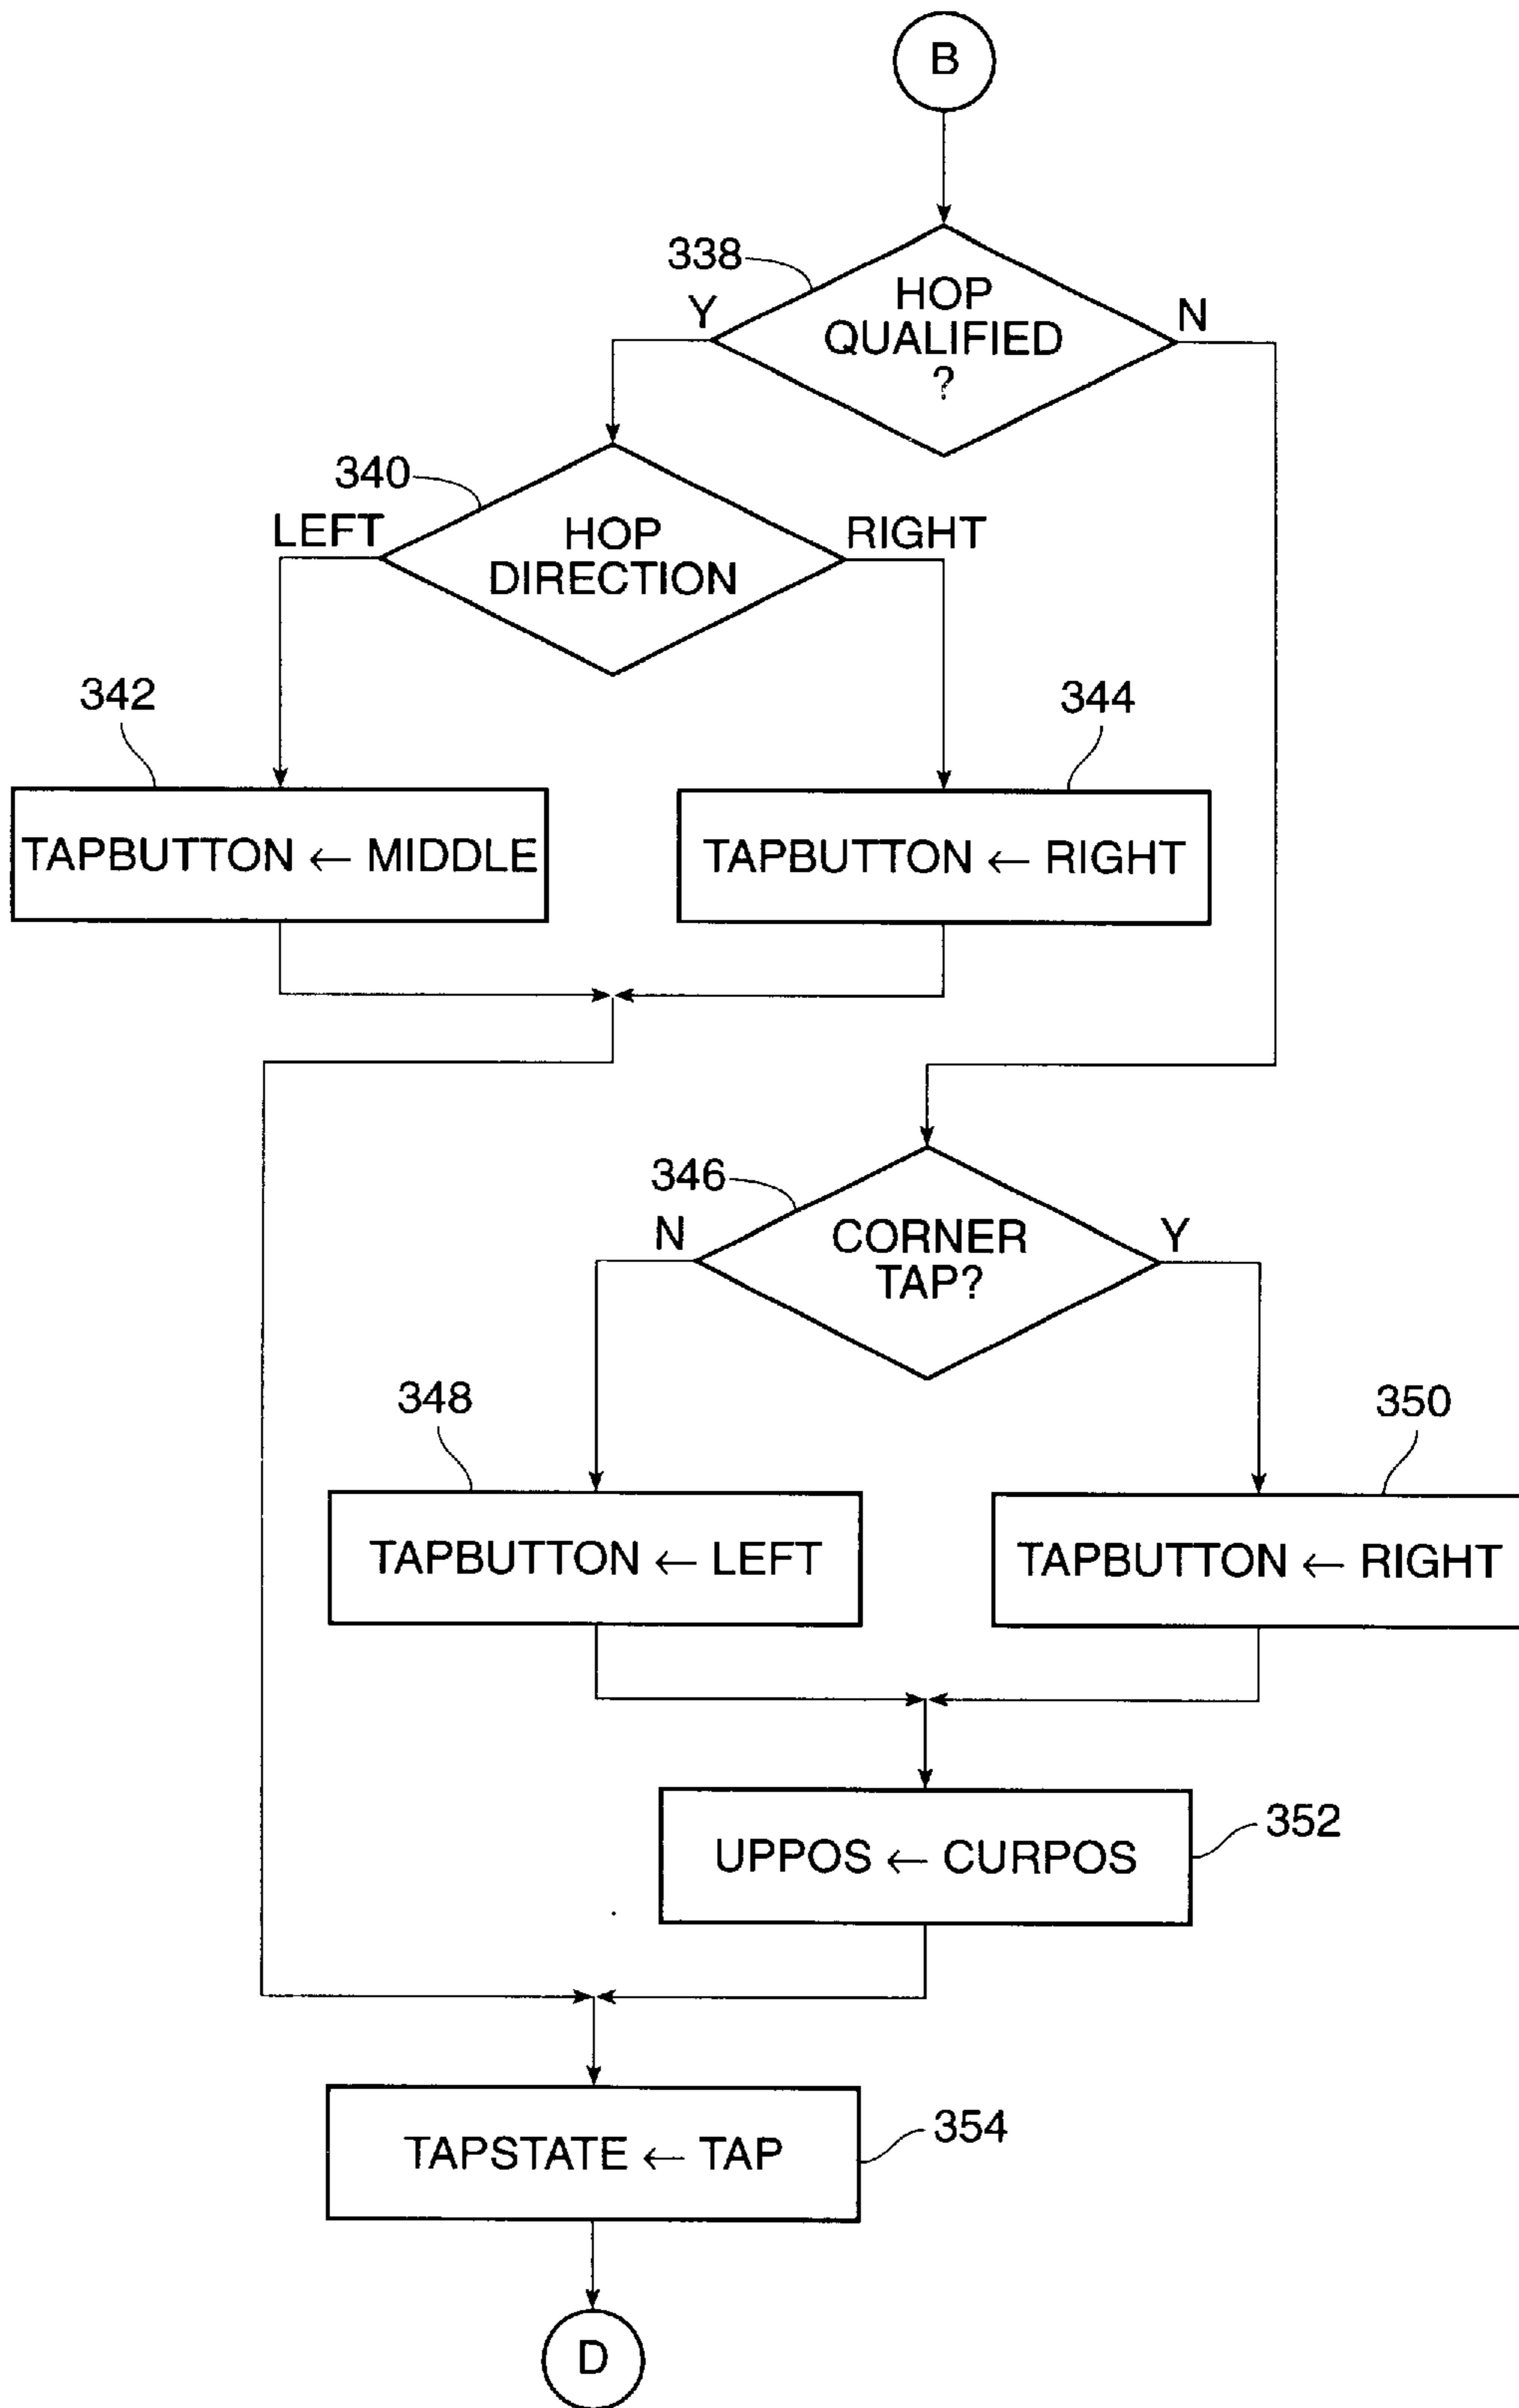 B
338
HOP
QUALIFIED
?
Y
N
340
HOP
DIRECTION
LEFT
RIGHT
342
344
TAPBUTTON ← MIDDLE
TAPBUTTON ← RIGHT
346
CORNER
TAP?
N
Y
348
350
TAPBUTTON ← LEFT
TAPBUTTON ← RIGHT
UPPOS ← CURPOS
352
TAPSTATE ← TAP
354
D